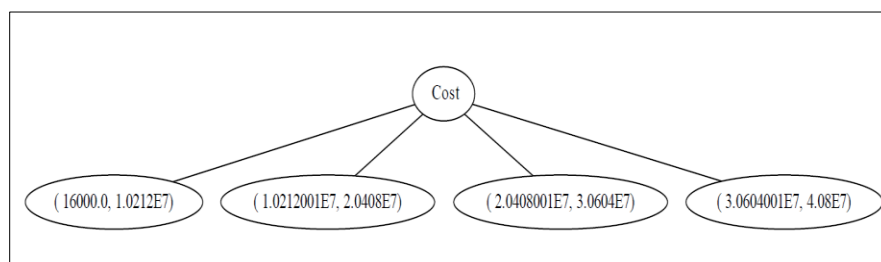 Cost
( 16000.0, 1.0212E7)
( 1.0212001E7, 2.0408E7)
( 2.0408001E7, 3.0604E7)
( 3.0604001E7, 4.08E7)